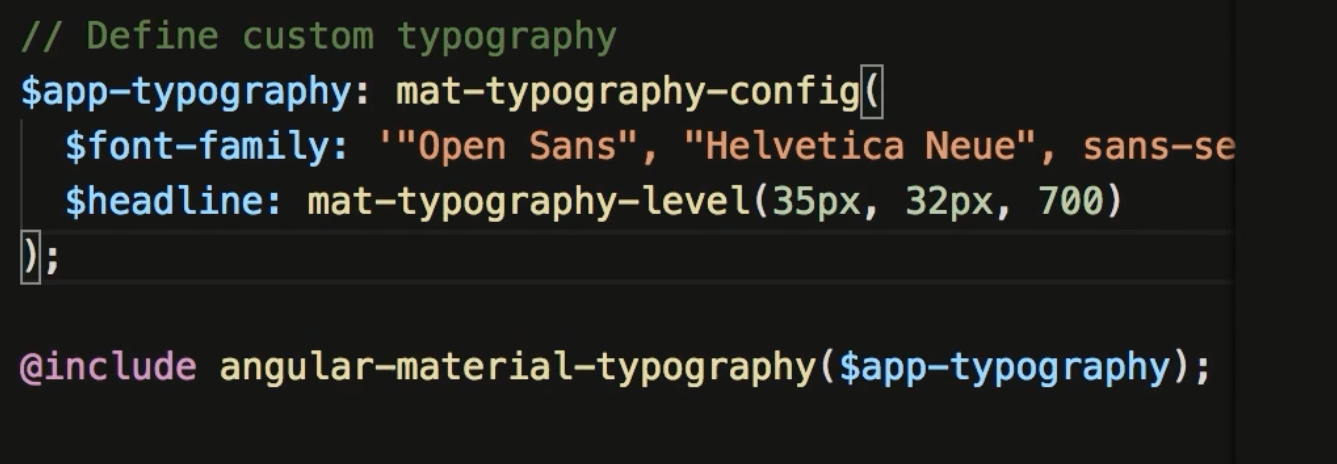 // Define custom typography
$app-typography: mat-typography-config(
$font-family: '"Open Sans", "Helvetica Neue", sans-se
$headline: mat-typography-level(35px, 32px, 700)
);
@include angular-material-typography($app-typography);